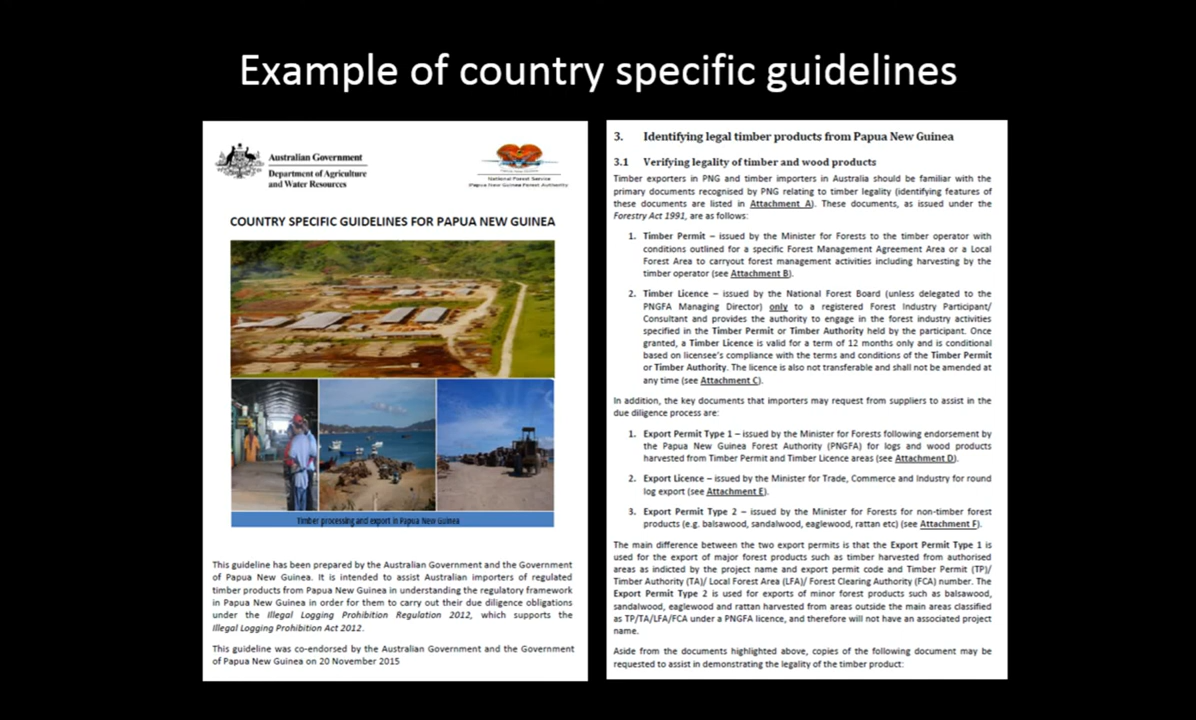 Example of country specific guidelines
Australian Government
Department of Agriculture
and Water Resources
National Forest Service
Papua New Guinea Forest Authority
COUNTRY SPECIFIC GUIDELINES FOR PAPUA NEW GUINEA
Timber processing and export in Papua New Guinea
This guideline has been prepared by the Australian Government and the Government
of Papua New Guinea. It is intended to assist Australian importers of regulated
timber products from Papua New Guinea in understanding the regulatory framework
in Papua New Guinea in order for them to carry out their due diligence obligations
under the Illegal Logging Prohibition Regulation 2012, which supports the
Illegal Logging Prohibition Act 2012.
This guideline was co-endorsed by the Australian Government and the Government
of Papua New Guinea on 20 November 2015
3. Identifying legal timber products from Papua New Guinea
3.1 Verifying legality of timber and wood products
Timber exporters in PNG and timber importers in Australia should be familiar with the
primary documents recognised by PNG relating to timber legality (identifying features of
these documents are listed in Attachment A). These documents, as issued under the
Forestry Act 1991, are as follows:
1. Timber Permit – issued by the Minister for Forests to the timber operator with
conditions outlined for a specific Forest Management Agreement Area or a Local
Forest Area to carryout forest management activities including harvesting by the
timber operator (see Attachment B).
2. Timber Licence – issued by the National Forest Board (unless delegated to the
PNGFA Managing Director) only to a registered Forest Industry Participant/
Consultant and provides the authority to engage in the forest industry activities
specified in the Timber Permit or Timber Authority held by the participant. Once
granted, a Timber Licence is valid for a term of 12 months only and is conditional
based on licensee's compliance with the terms and conditions of the Timber Permit
or Timber Authority. The licence is also not transferable and shall not be amended at
any time (see Attachment C).
In addition, the key documents that importers may request from suppliers to assist in the
due diligence process are:
1. Export Permit Type 1 – issued by the Minister for Forests following endorsement by
the Papua New Guinea Forest Authority (PNGFA) for logs and wood products
harvested from Timber Permit and Timber Licence areas (see Attachment D).
2. Export Licence – issued by the Minister for Trade, Commerce and Industry for round
log export (see Attachment E).
3. Export Permit Type 2 – issued by the Minister for Forests for non-timber forest
products (e.g. balsawood, sandalwood, eaglewood, rattan etc) (see Attachment F).
The main difference between the two export permits is that the Export Permit Type 1 is
used for the export of major forest products such as timber harvested from authorised
areas as indicted by the project name and export permit code and Timber Permit (TP)/
Timber Authority (TA)/ Local Forest Area (LFA)/ Forest Clearing Authority (FCA) number. The
Export Permit Type 2 is used for exports of minor forest products such as balsawood,
sandalwood, eaglewood and rattan harvested from areas outside the main areas classified
as TP/TA/LFA/FCA under a PNGFA licence, and therefore will not have an associated project
name.
Aside from the documents highlighted above, copies of the following document may be
requested to assist in demonstrating the legality of the timber product: